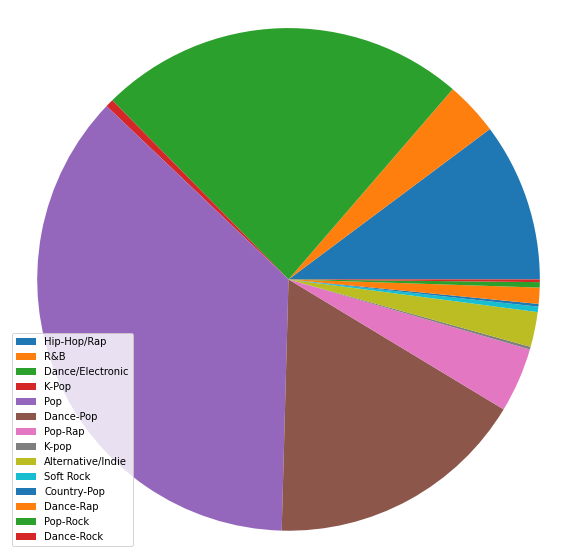 Hip-Hop/Rap
R&B
Dance/Electronic
K-Pop
Pop
Dance-Pop
Pop-Rap
K-pop
Alternative/Indie
Soft Rock
Country-Pop
Dance-Rap
Pop-Rock
Dance-Rock